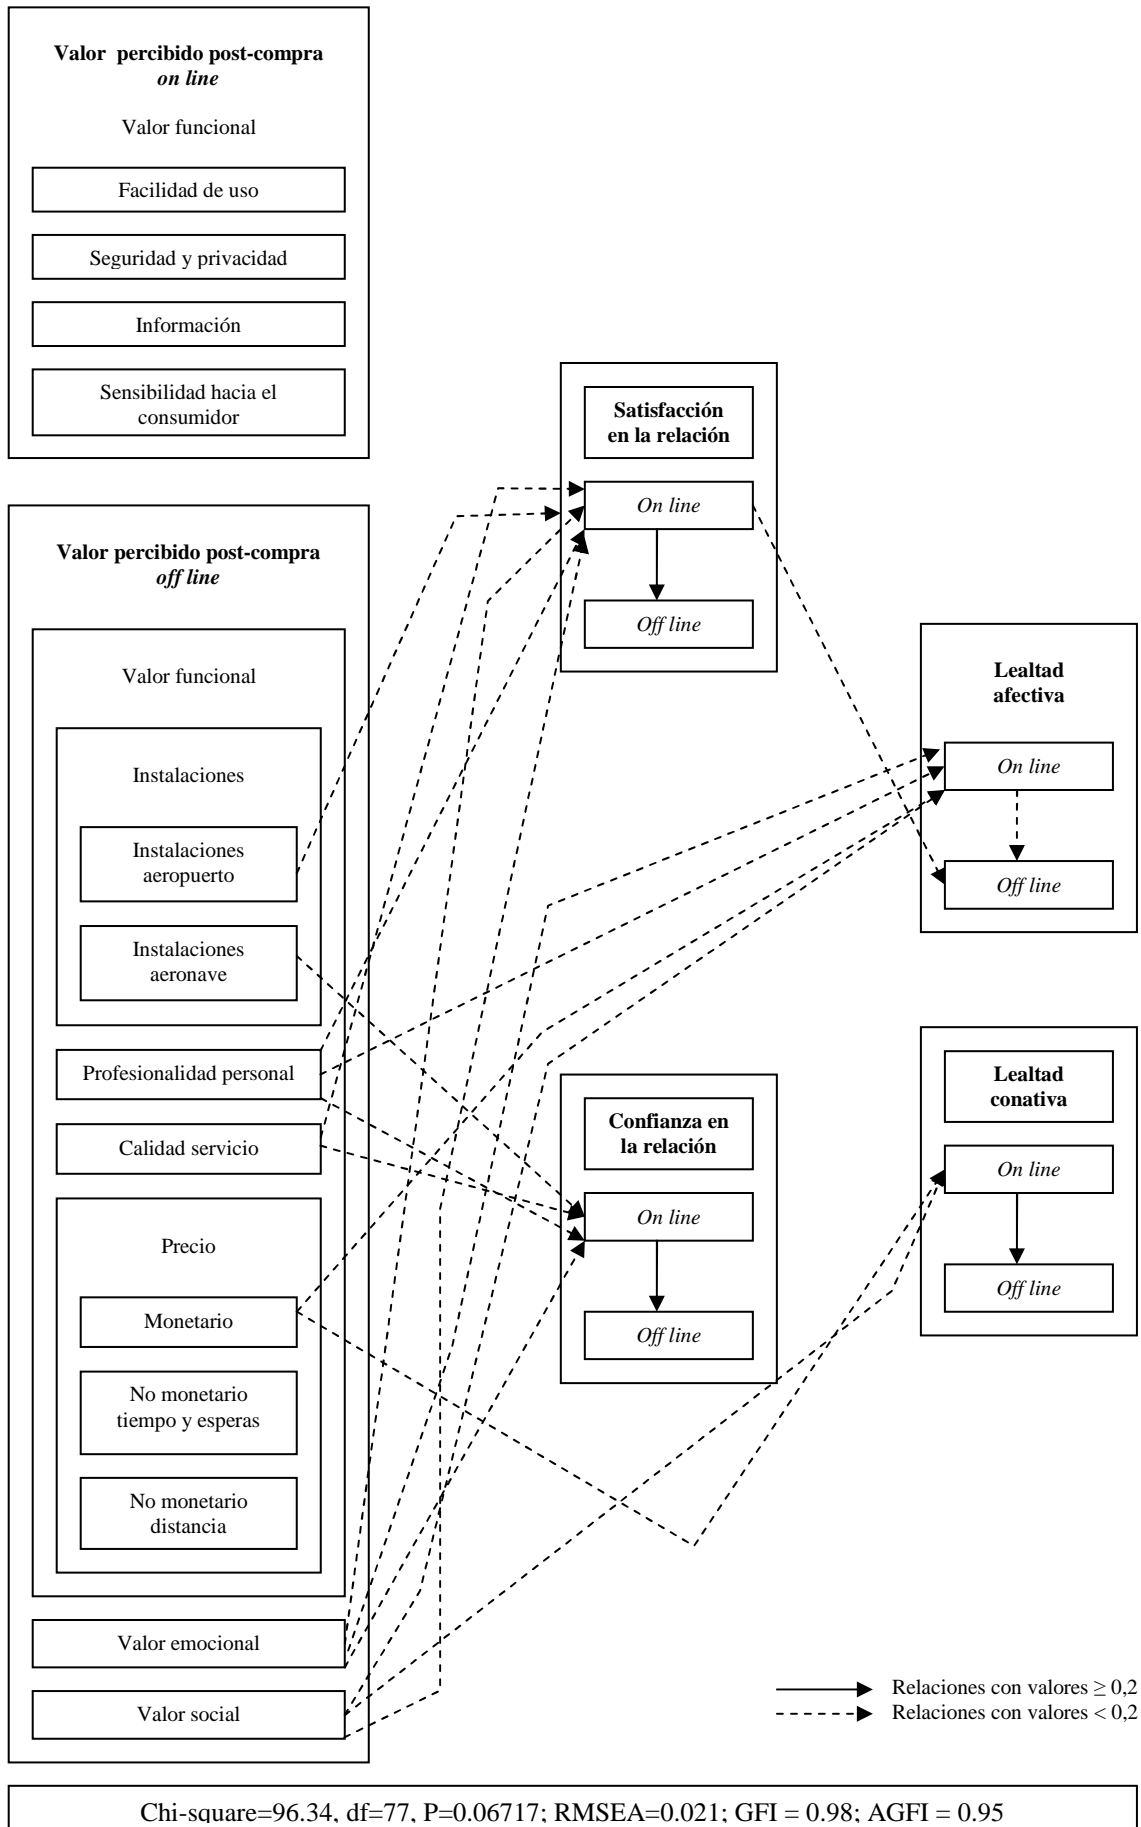 Valor percibido post-compra
on line
Valor funcional
Facilidad de uso
Seguridad y privacidad
Información
Sensibilidad hacia el
consumidor
Valor percibido post-compra
off line
Valor funcional
Instalaciones
Instalaciones
aeropuerto
Instalaciones
aeronave
Profesionalidad personal
Calidad servicio
Precio
Monetario
No monetario
tiempo y esperas
No monetario
distancia
Valor emocional
Valor social
Satisfacción
en la relación
On line
Off line
Confianza en
la relación
On line
Off line
Lealtad
afectiva
On line
Off line
Lealtad
conativa
On line
Off line
Relaciones con valores ≥ 0,2
Relaciones con valores < 0,2
Chi-square=96.34, df=77, P=0.06717; RMSEA=0.021; GFI = 0.98; AGFI = 0.95